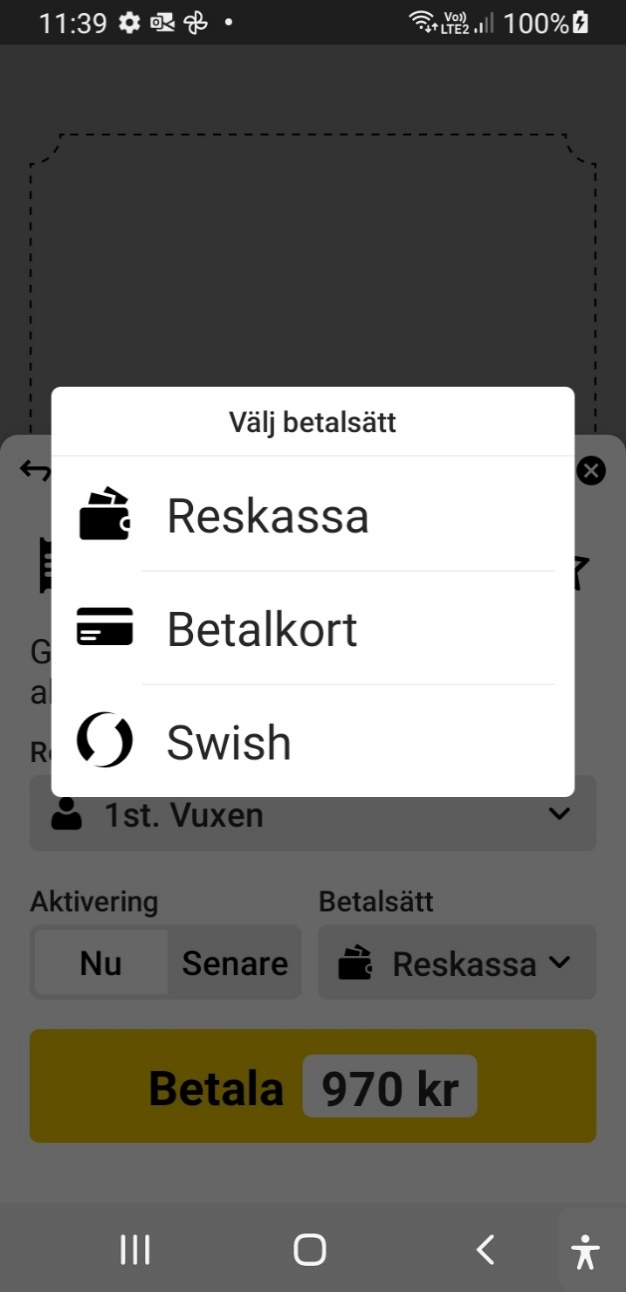 11:39
Vo)) LTE2 100%
Välj betalsätt
Reskassa
Betalkort
Swish
1st. Vuxen
Aktivering
Betalsätt
Nu
Senare
Reskassa
Betala 970 kr